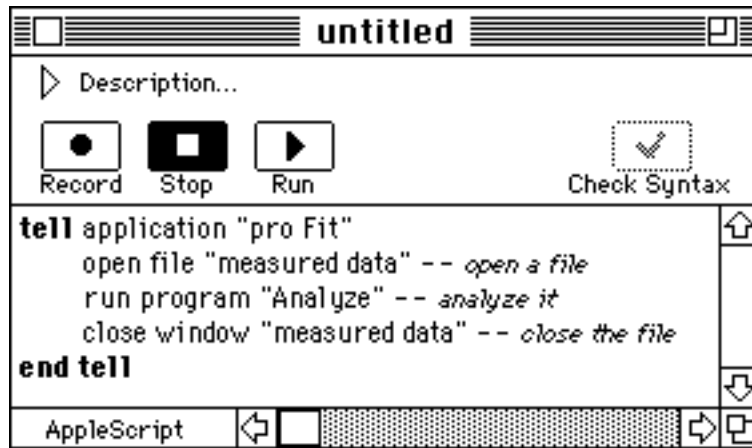 untitled
Description...
Record Stop Run Check Syntax
tell application "pro Fit"
open file "measured data" -- open a file
run program "Analyze" -- analyze it
close window "measured data" -- close the file
end tell
AppleScript